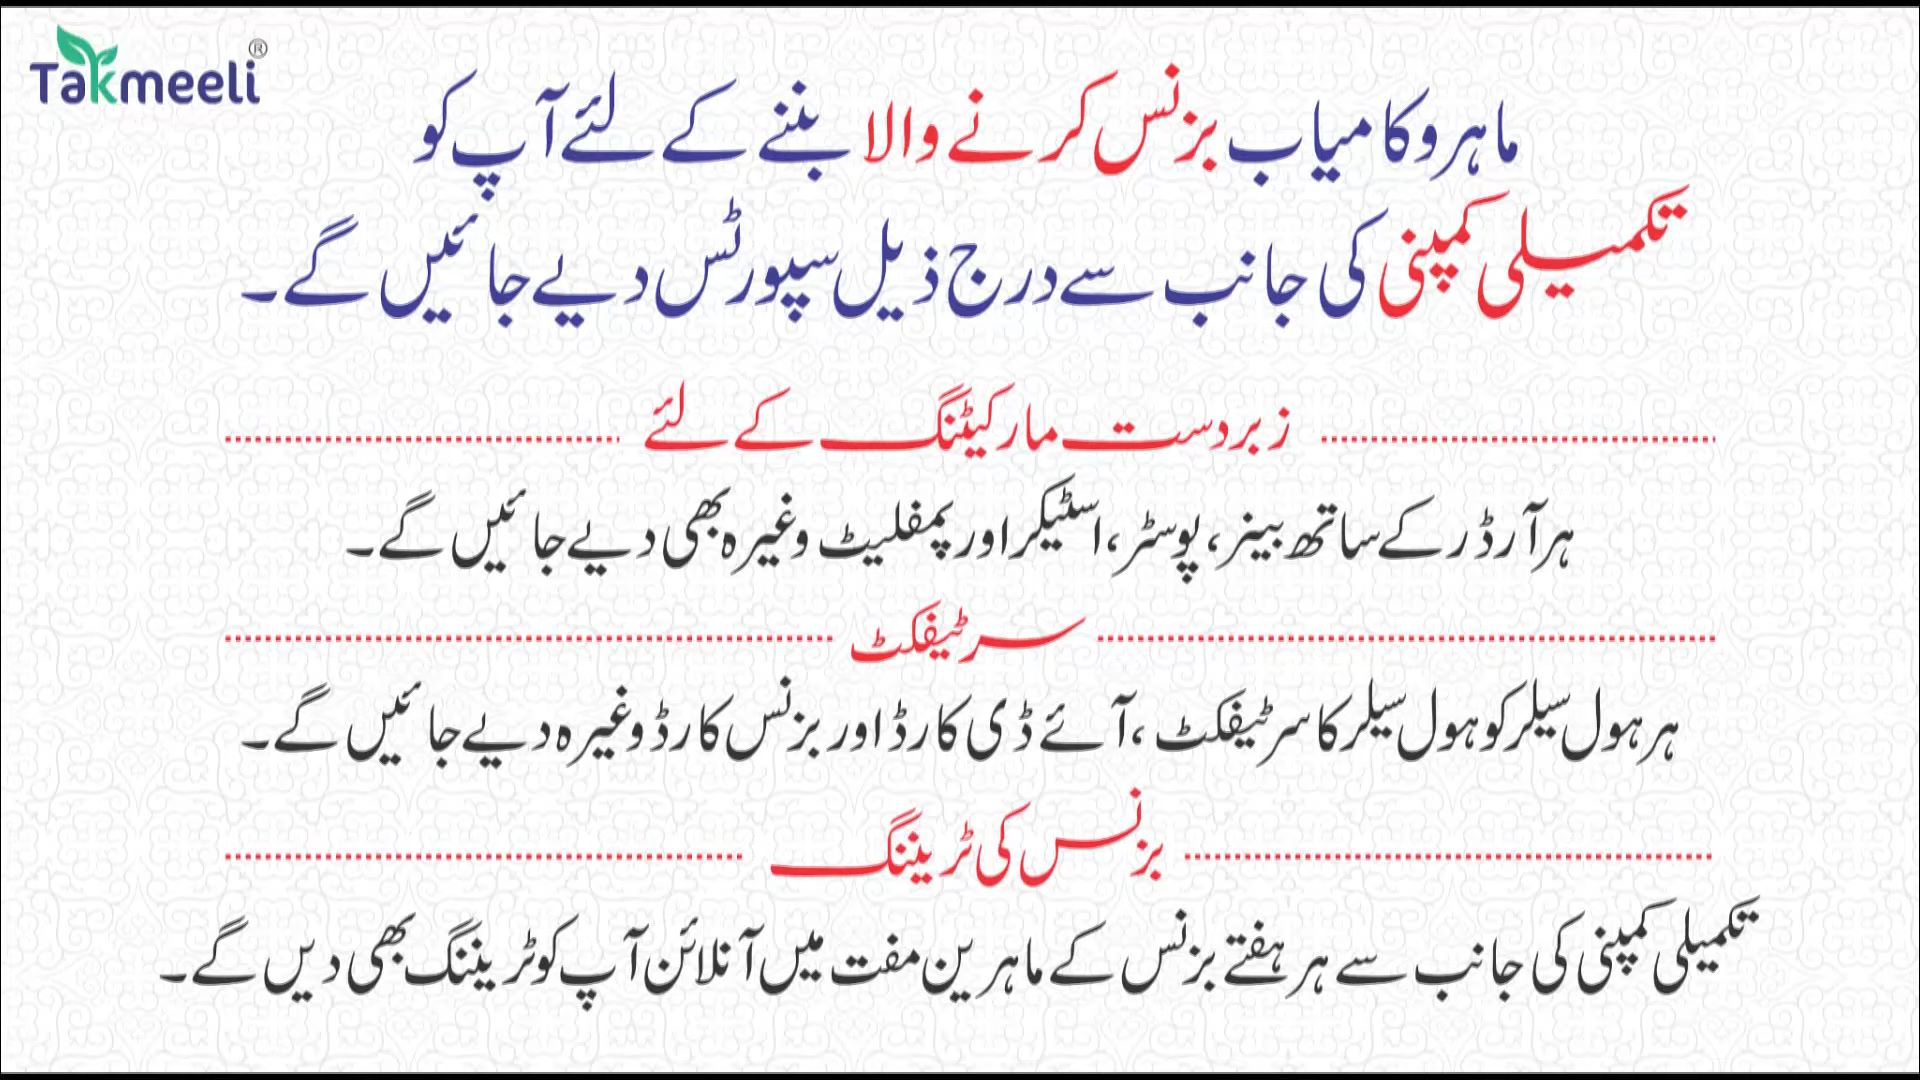 Takmeeli®
ماہر و کامیاب بزنس کرنے والا بننے کے لئے آپ کو
تکمیلی کمپنی کی جانب سے درج ذیل سپورٹس دیے جائیں گے۔
زبردست مارکیٹنگ کے لئے
ہر آرڈر کے ساتھ بینر، پوسٹر، اسٹیکر اور پمفلیٹ وغیرہ بھی دیے جائیں گے۔
سرٹیفکٹ
ہر ہول سیلر کو ہول سیلر کا سرٹیفکٹ، آئے ڈی کارڈ اور بزنس کارڈ وغیرہ دیے جائیں گے۔
بزنس کی ٹریننگ
تکمیلی کمپنی کی جانب سے ہر ہفتے بزنس کے ماہرین مفت میں آنلائن آپ کو ٹریننگ بھی دیں گے۔